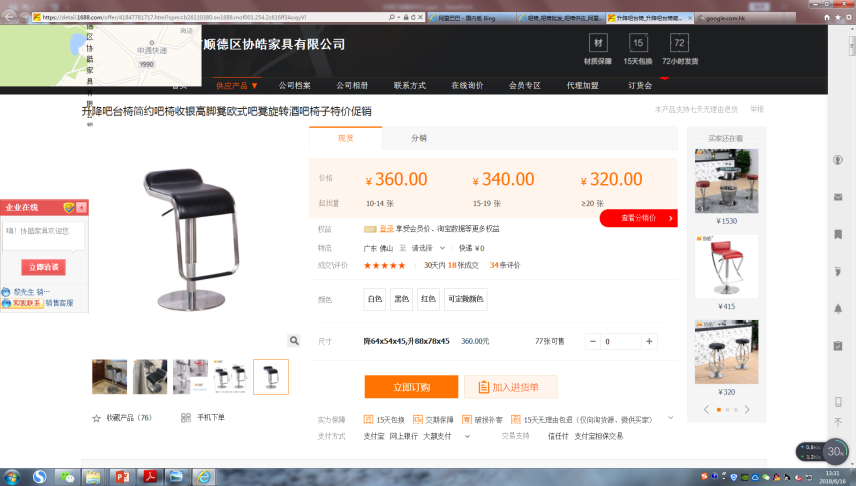 https://detail.1688.com/offer/41847781717.html?spm=b26110380.sw1688.mof001.254.2c616ff34oqyVl
阿里巴巴 - 国内版 Bing
吧椅_吧椅批发_吧椅供应_阿里...
升降吧台椅_升降吧台椅简...
google.com.hk
申通快递
Y990
顺德区协皓家具有限公司
材
15
72
材质保障
15天包换
72小时发货
首页
供应产品
公司档案
公司相册
联系方式
在线询价
会员专区
代理加盟
订货会
升降吧台椅简约吧椅收银高脚凳欧式吧凳旋转酒吧椅子特价促销
本产品支持七天无理由退货
举报
现货
分销
价格
¥ 360.00
¥ 340.00
¥ 320.00
起批量
10-14 张
15-19 张
≥20 张
查看分销价
权益
登录 享受会员价、淘宝数据等更多权益
物流
广东 佛山 至 请选择
快递 ¥0
成交\评价
30天内 18 张成交
34 条评价
颜色
白色
黑色
红色
可定做颜色
尺寸
降64x54x45,升88x78x45
360.00元
77张可售
0
立即订购
加入进货单
实力保障
15天包换
交期保障
破损补寄
15天无理由包退（仅向淘货源、微供买家）
支付方式
支付宝
网上银行
大额支付
交易支持
信任付
支付宝担保交易
收藏产品（76）
手机下单
买家还在看
¥1530
¥415
¥320
企业在线
嗨！协皓家具欢迎您
立即洽谈
黎先生 销...
和我联系
销售客服
30%
0.8K/s
1.2K/s
13:31
2018/6/16